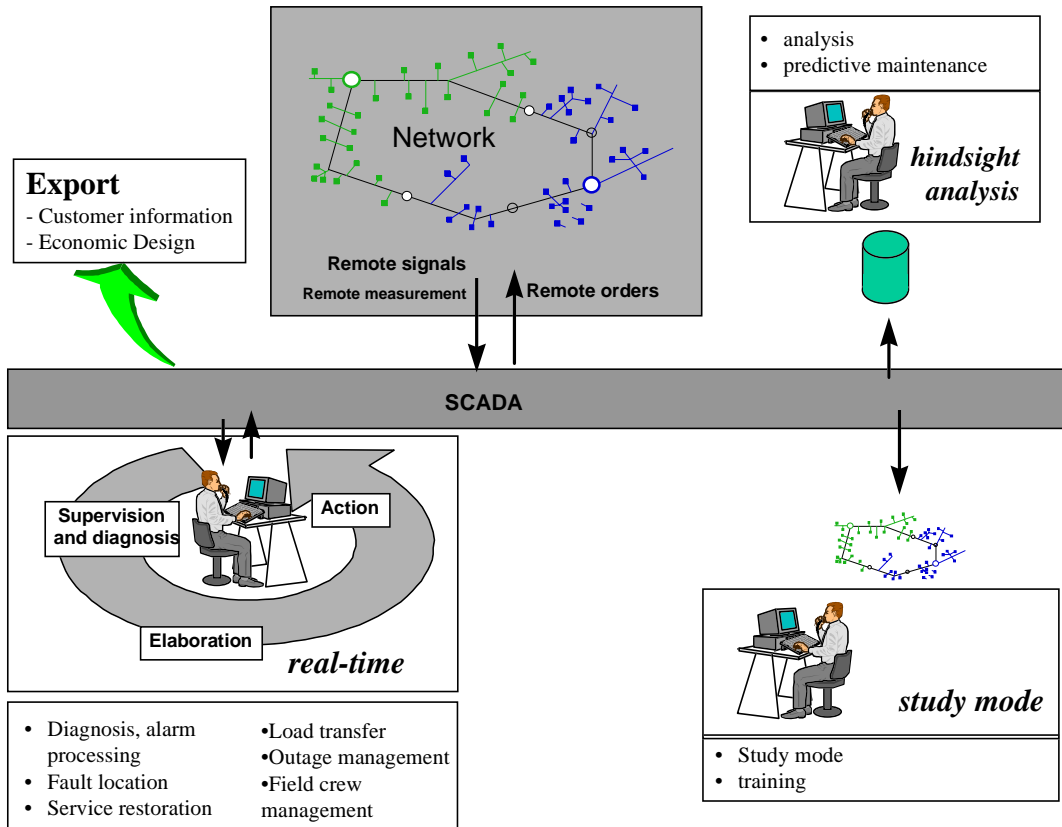 • analysis
• predictive maintenance
hindsight
analysis
Network
Remote signals
Remote measurement
Remote orders
Export
- Customer information
- Economic Design
SCADA
Supervision
and diagnosis
Action
Elaboration
real-time
• Diagnosis, alarm
processing
• Fault location
• Service restoration
•Load transfer
•Outage management
•Field crew
management
study mode
• Study mode
• training